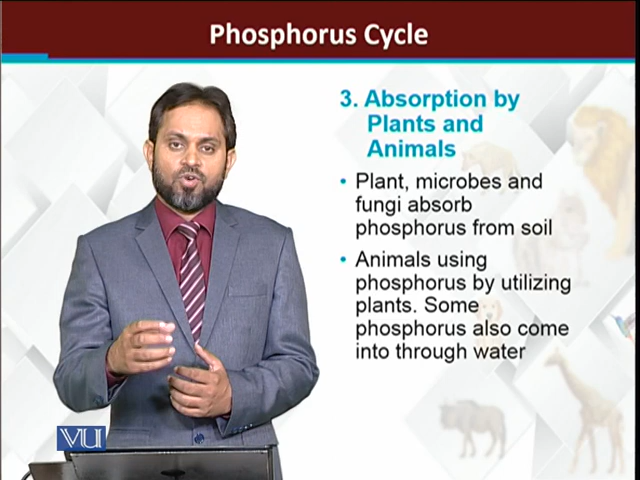 Phosphorus Cycle
3. Absorption by
Plants and
Animals
• Plant, microbes and
fungi absorb
phosphorus from soil
• Animals using
phosphorus by utilizing
plants. Some
phosphorus also come
into through water
VU